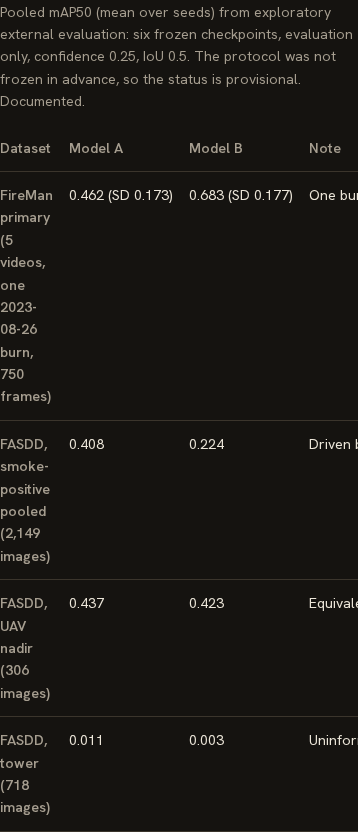 Pooled mAP50 (mean over seeds) from exploratory
external evaluation: six frozen checkpoints, evaluation
only, confidence 0.25, IoU 0.5. The protocol was not
frozen in advance, so the status is provisional.
Documented.
Dataset Model A Model B Note
FireMan 0.462 (SD 0.173) 0.683 (SD 0.177) One
primary
(5
videos,
one
2023-
08-26
burn,
750
frames)
FASDD, 0.408 0.224 Driven
smoke-
positive
pooled
(2,149
images)
FASDD, 0.437 0.423
UAV
nadir
(306
images)
FASDD, 0.011 0.003
tower
(718
images)